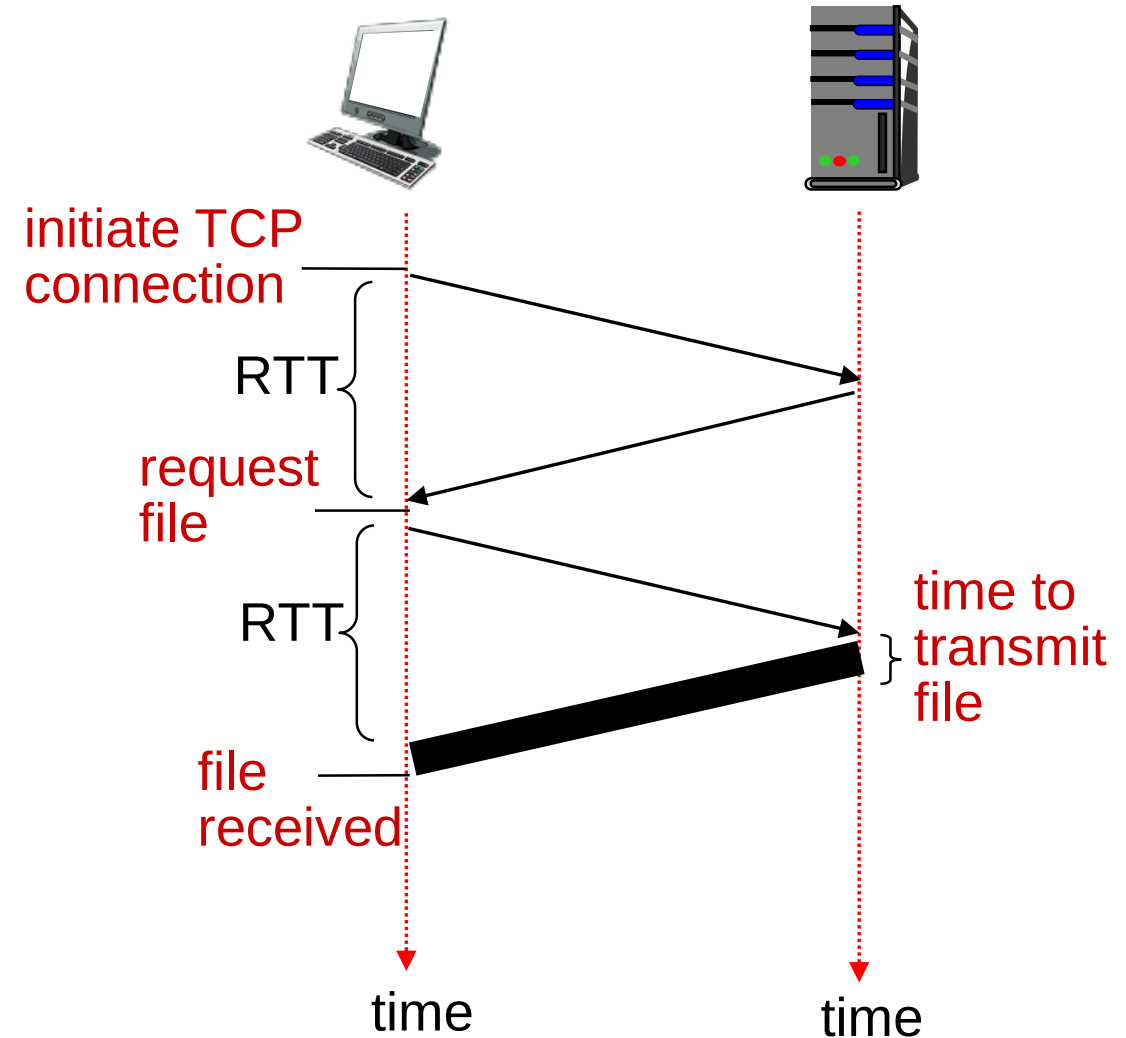 initiate TCP
connection
RTT
request
file
RTT
time to
transmit
file
file
received
time
time